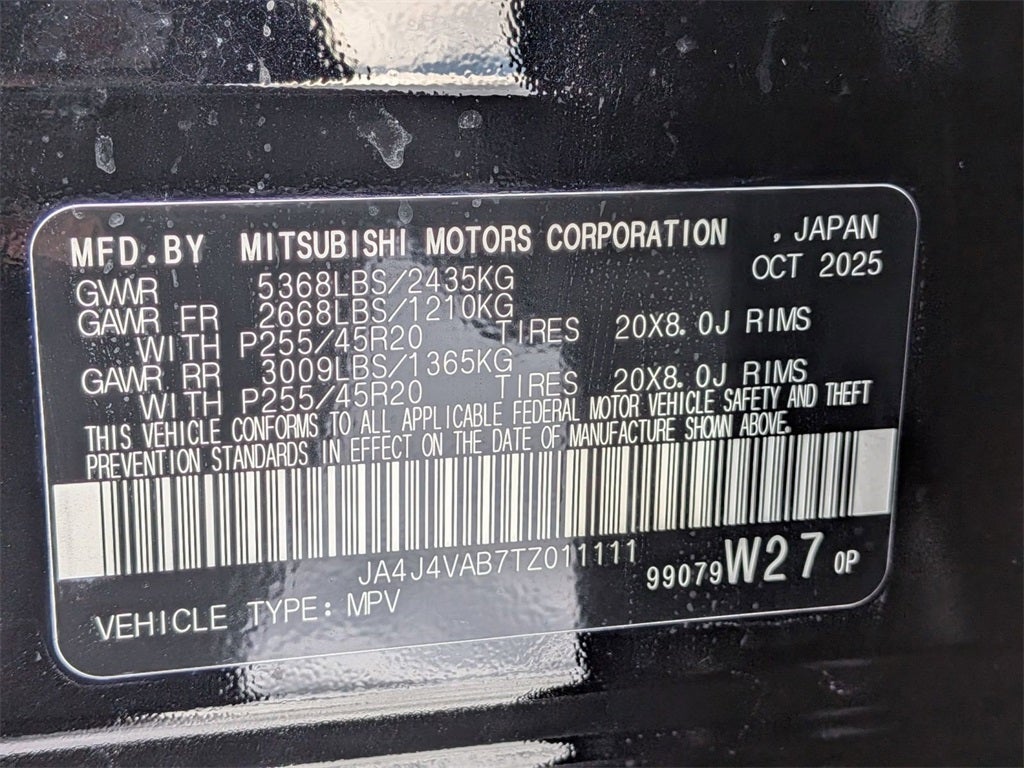 MFD.BY MITSUBISHI MOTORS CORPORATION , JAPAN
OCT 2025
GVWR 5368LBS/2435KG
GAWR FR 2668LBS/1210KG
WITH P255/45R20 TIRES 20X8.0J RIMS
GAWR RR 3009LBS/1365KG
WITH P255/45R20 TIRES 20X8.0J RIMS
THIS VEHICLE CONFORMS TO ALL APPLICABLE FEDERAL MOTOR VEHICLE SAFETY AND THEFT
PREVENTION STANDARDS IN EFFECT ON THE DATE OF MANUFACTURE SHOWN ABOVE.
JA4J4VAB7TZ011111
99079W27 0P
VEHICLE TYPE: MPV